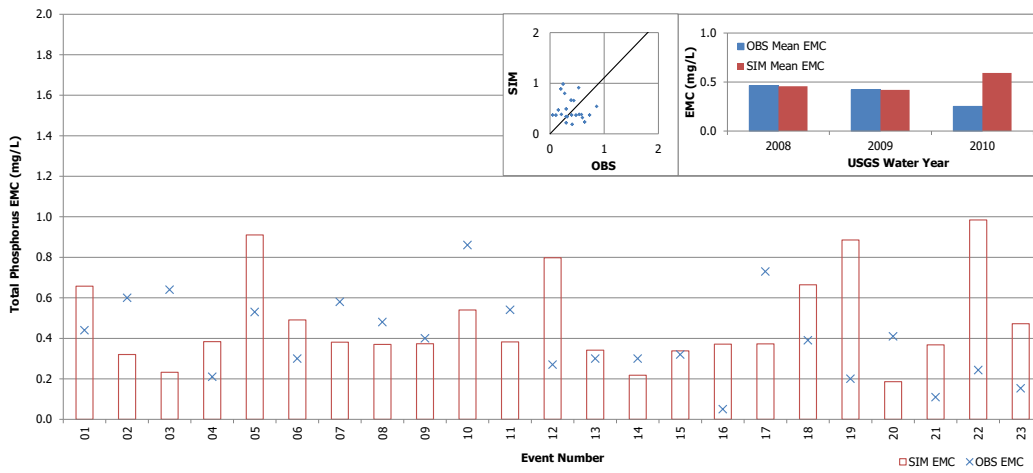 Total Phosphorus EMC (mg/L)
2.0
1.8
1.6
1.4
1.2
1.0
0.8
0.6
0.4
0.2
0.0
01 02 03 04 05 06 07 08 09 10 11 12 13 14 15 16 17 18 19 20 21 22 23
Event Number
SIM EMC OBS EMC
SIM
2
1
0
0 1 2
OBS
EMC (mg/L)
1.0
0.5
0.0
OBS Mean EMC
SIM Mean EMC
2008 2009 2010
USGS Water Year